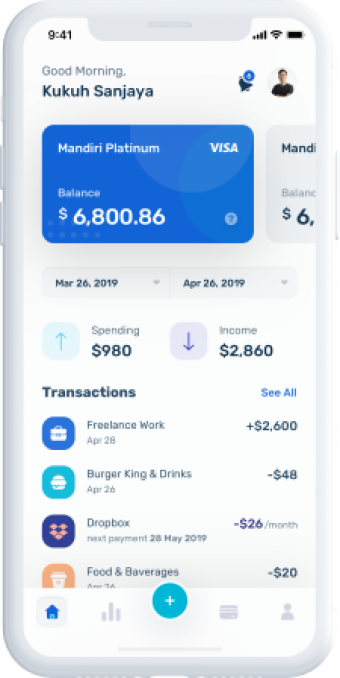 9:41
Good Morning,
Kukuh Sanjaya
6
Mandiri Platinum
VISA
Mandi
Balance
$ 6,800.86
?
Balanc
$ 6,
Mar 26, 2019
Apr 26, 2019
Spending
$980
Income
$2,860
Transactions
See All
Freelance Work
+$2,600
Apr 28
Burger King & Drinks
-$48
Apr 26
Dropbox
-$26 /month
next payment 28 May 2019
Food & Baverages
-$20
Apr 26
+